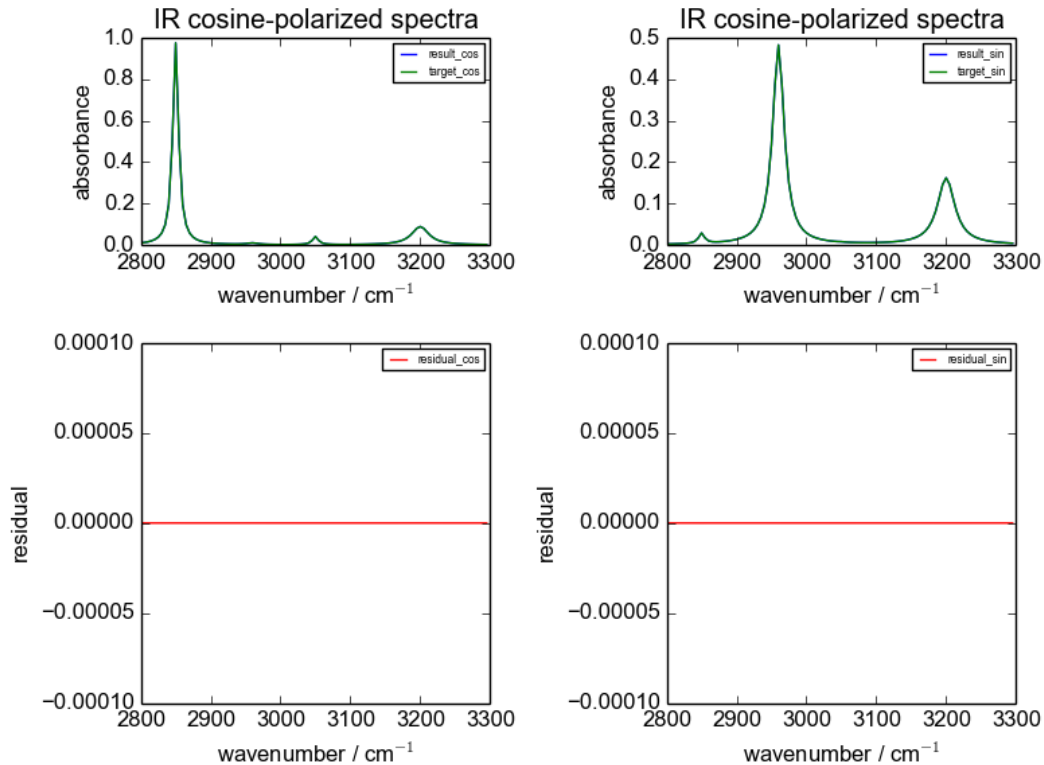 IR cosine-polarized spectra
1.0
0.8
0.6
0.4
0.2
0.0
absorbance
result_cos
target_cos
2800 2900 3000 3100 3200 3300
wavenumber / cm⁻¹
IR cosine-polarized spectra
0.5
0.4
0.3
0.2
0.1
0.0
absorbance
result_sin
target_sin
2800 2900 3000 3100 3200 3300
wavenumber / cm⁻¹
0.00010
0.00005
0.00000
−0.00005
−0.00010
residual
residual_cos
2800 2900 3000 3100 3200 3300
wavenumber / cm⁻¹
0.00010
0.00005
0.00000
−0.00005
−0.00010
residual
residual_sin
2800 2900 3000 3100 3200 3300
wavenumber / cm⁻¹